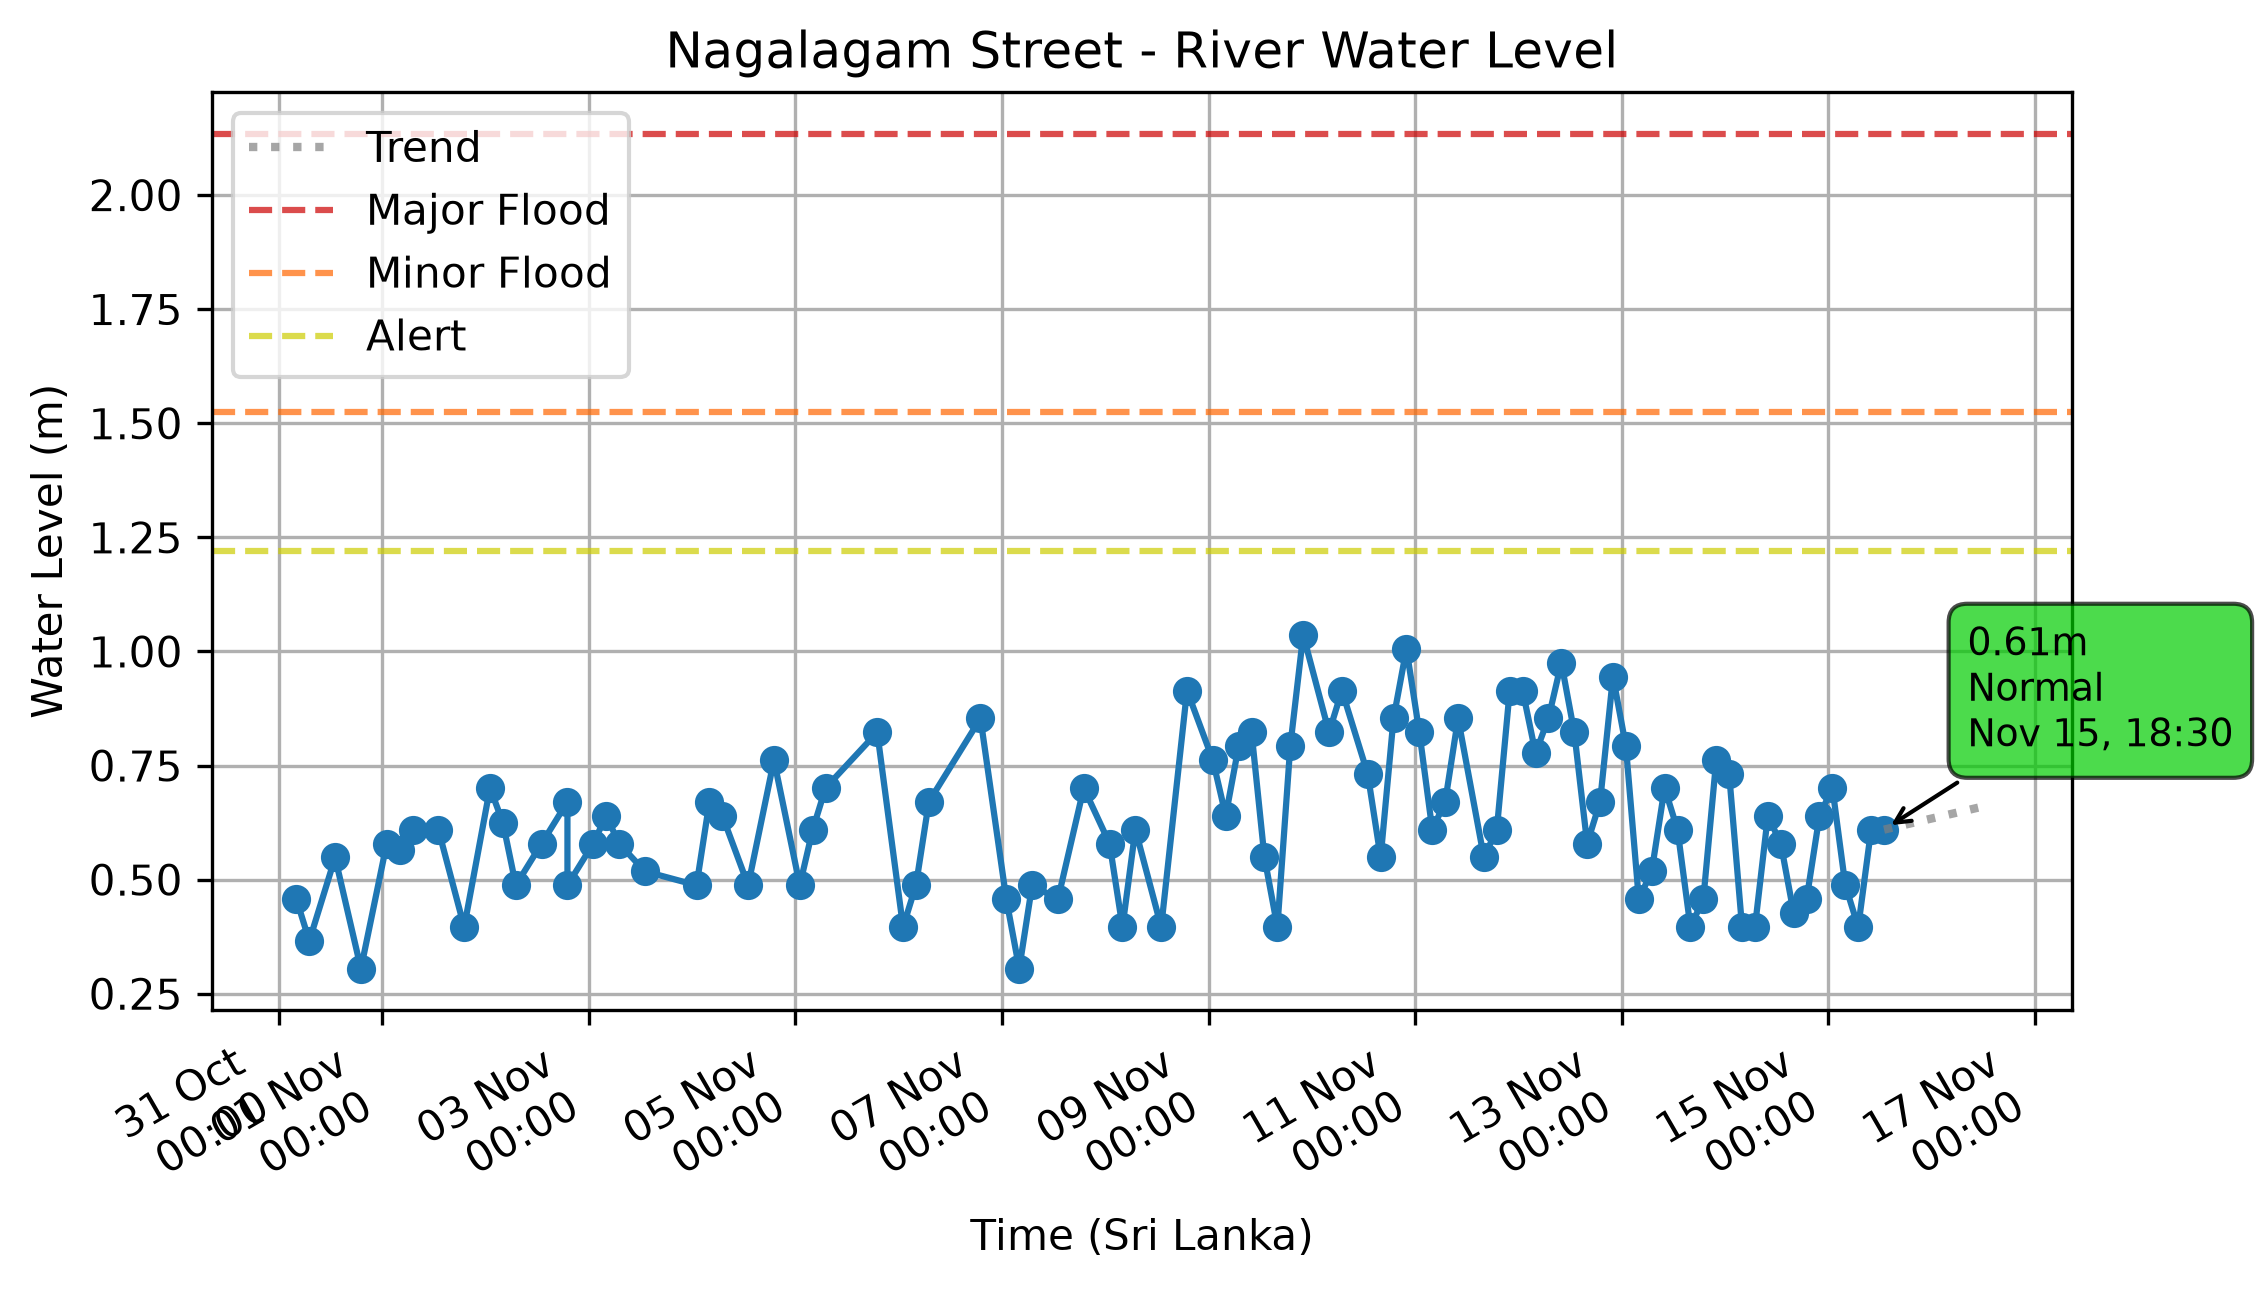 Nagalagam Street - River Water Level
Trend
Major Flood
Minor Flood
Alert
Water Level (m)
2.00
1.75
1.50
1.25
1.00
0.75
0.50
0.25
0.61m
Normal
Nov 15, 18:30
31 Oct
00:00
01 Nov
00:00
03 Nov
00:00
05 Nov
00:00
07 Nov
00:00
09 Nov
00:00
11 Nov
00:00
13 Nov
00:00
15 Nov
00:00
17 Nov
00:00
Time (Sri Lanka)